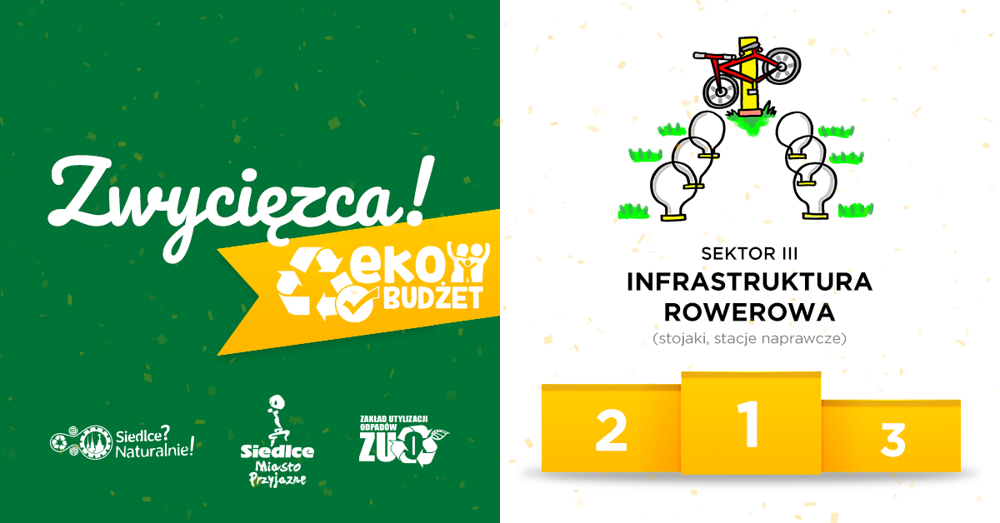 Zwycięzca!
eko
BUDŻET
Siedlce?
Naturalnie!
Siedlce
Miasto
Przyjazne
ZAKŁAD UTYLIZACJI
ODPADÓW
ZUO
SEKTOR III
INFRASTRUKTURA
ROWEROWA
(stojaki, stacje naprawcze)
2 1 3